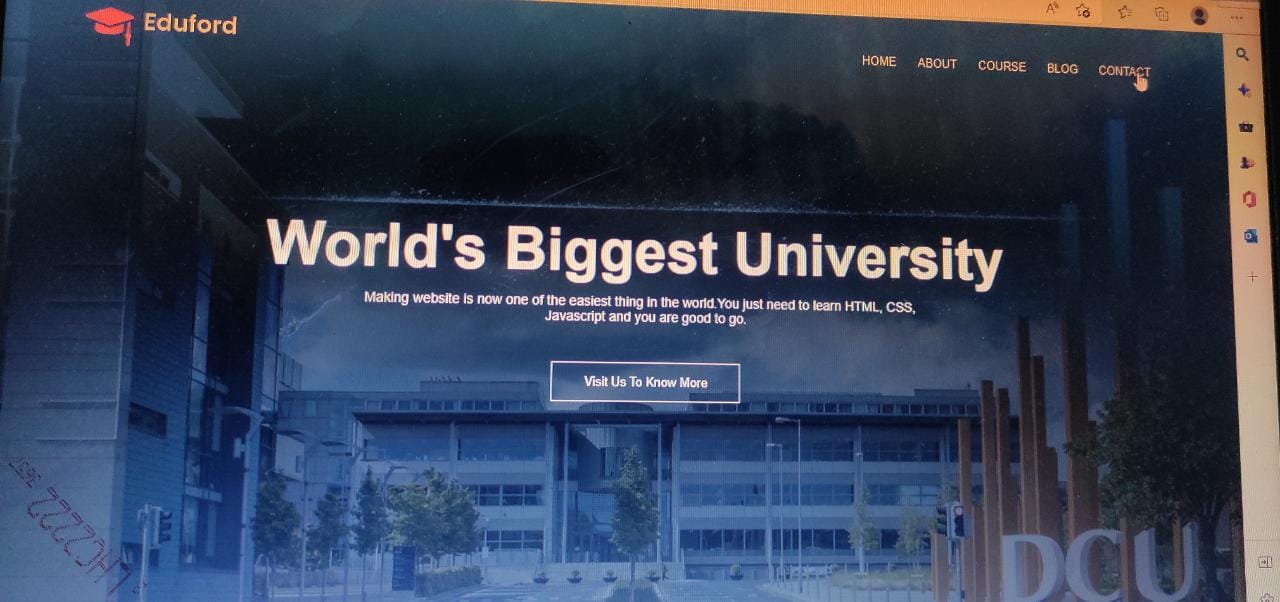 Eduford
HOME ABOUT COURSE BLOG CONTACT
World's Biggest University
Making website is now one of the easiest thing in the world.You just need to learn HTML, CSS,
Javascript and you are good to go.
Visit Us To Know More
DCU